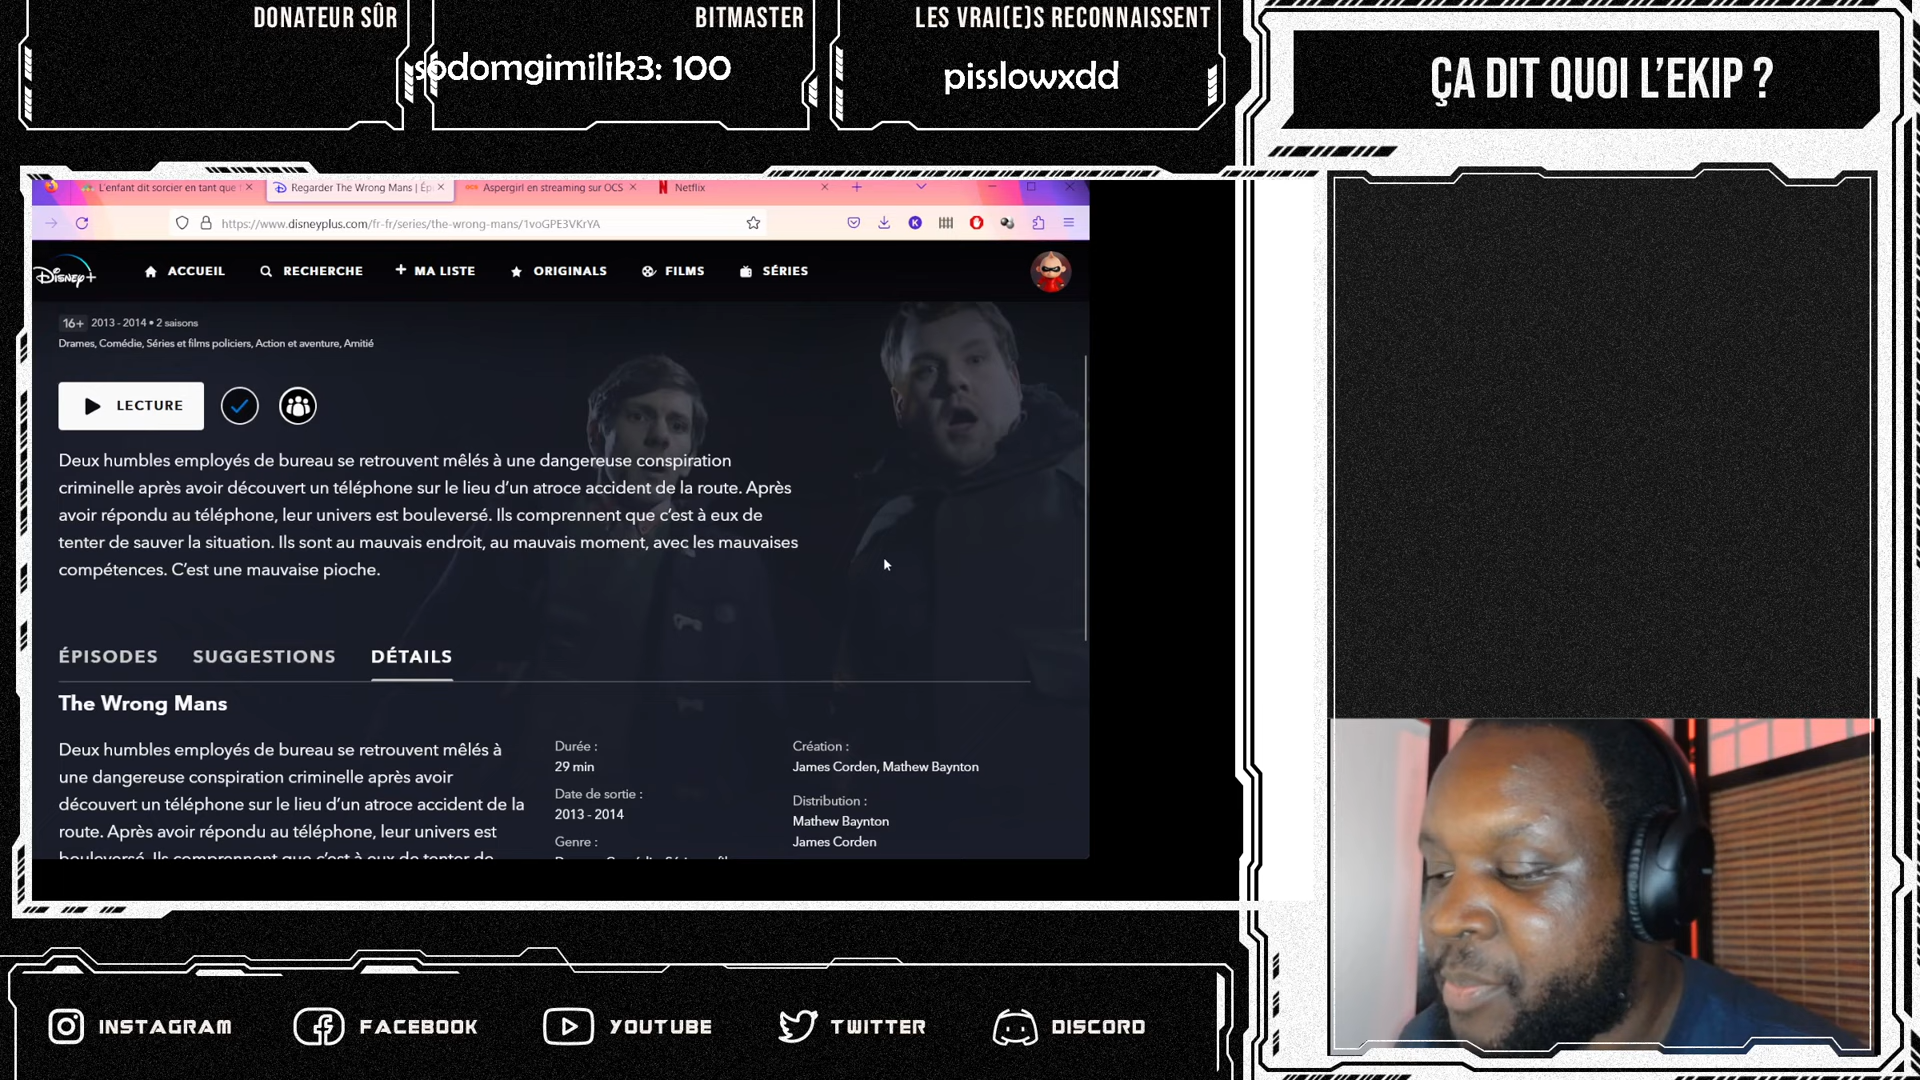 DONATEUR SÛR
BITMASTER
sodomgimilik3: 100
LES VRAI(E)S RECONNAISSENT
pisslowxdd
ÇA DIT QUOI L'EKIP ?
L'enfant dit sorcier en tant que
Regarder The Wrong Mans | Ép
Aspergirl en streaming sur OCS
Netflix
https://www.disneyplus.com/fr-fr/series/the-wrong-mans/1voGPE3VKrYA
Disney+
ACCUEIL
RECHERCHE
MA LISTE
ORIGINALS
FILMS
SÉRIES
16+ 2013 - 2014 • 2 saisons
Drames, Comédie, Séries et films policiers, Action et aventure, Amitié
LECTURE
Deux humbles employés de bureau se retrouvent mêlés à une dangereuse conspiration
criminelle après avoir découvert un téléphone sur le lieu d'un atroce accident de la route. Après
avoir répondu au téléphone, leur univers est bouleversé. Ils comprennent que c'est à eux de
tenter de sauver la situation. Ils sont au mauvais endroit, au mauvais moment, avec les mauvaises
compétences. C'est une mauvaise pioche.
ÉPISODES
SUGGESTIONS
DÉTAILS
The Wrong Mans
Deux humbles employés de bureau se retrouvent mêlés à
une dangereuse conspiration criminelle après avoir
découvert un téléphone sur le lieu d'un atroce accident de la
route. Après avoir répondu au téléphone, leur univers est
bouleversé. Ils comprennent que c'est à eux de tenter de
Durée :
29 min
Date de sortie :
2013 - 2014
Genre :
Création :
James Corden, Mathew Baynton
Distribution :
Mathew Baynton
James Corden
INSTAGRAM
FACEBOOK
YOUTUBE
TWITTER
DISCORD